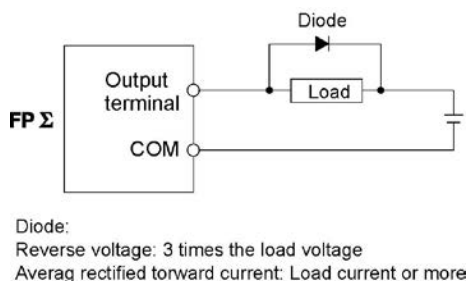 Diode
Output
terminal
Load
FP Σ
COM
Diode:
Reverse voltage: 3 times the load voltage
Averag rectified torward current: Load current or more